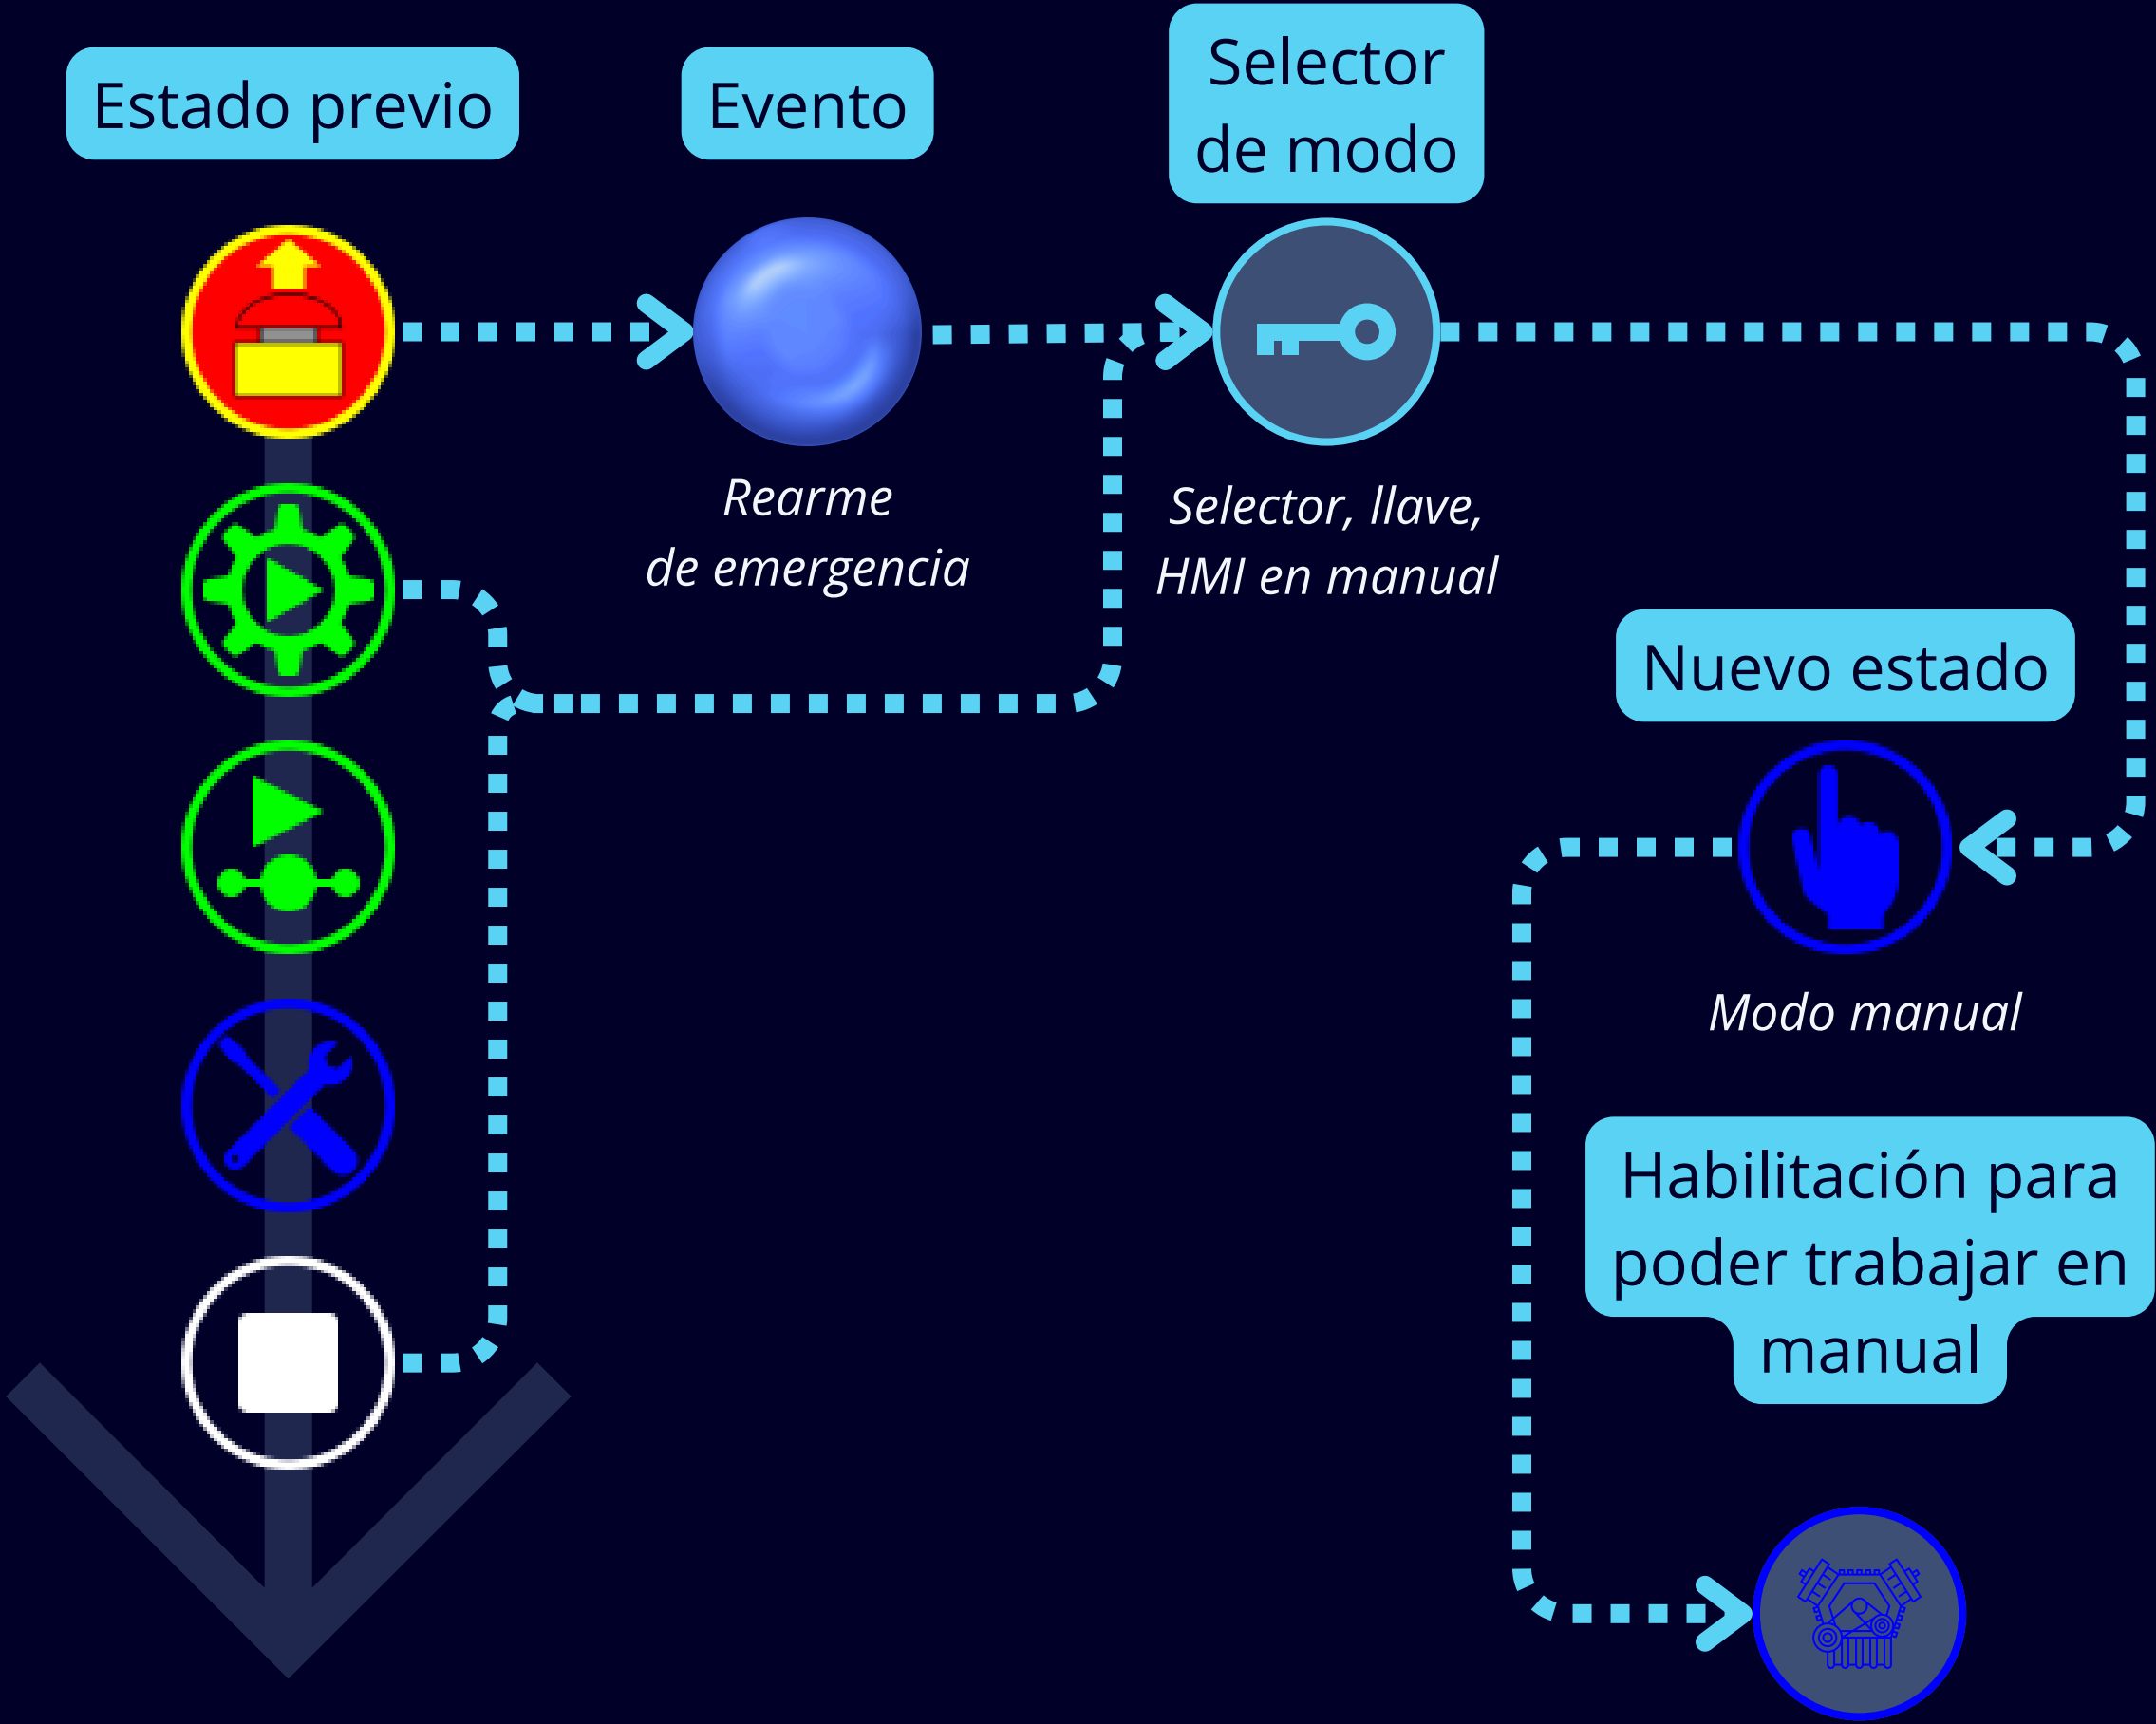 Estado previo
Evento
Selector
de modo
Rearme
de emergencia
Selector, llave,
HMI en manual
Nuevo estado
Modo manual
Habilitación para
poder trabajar en
manual